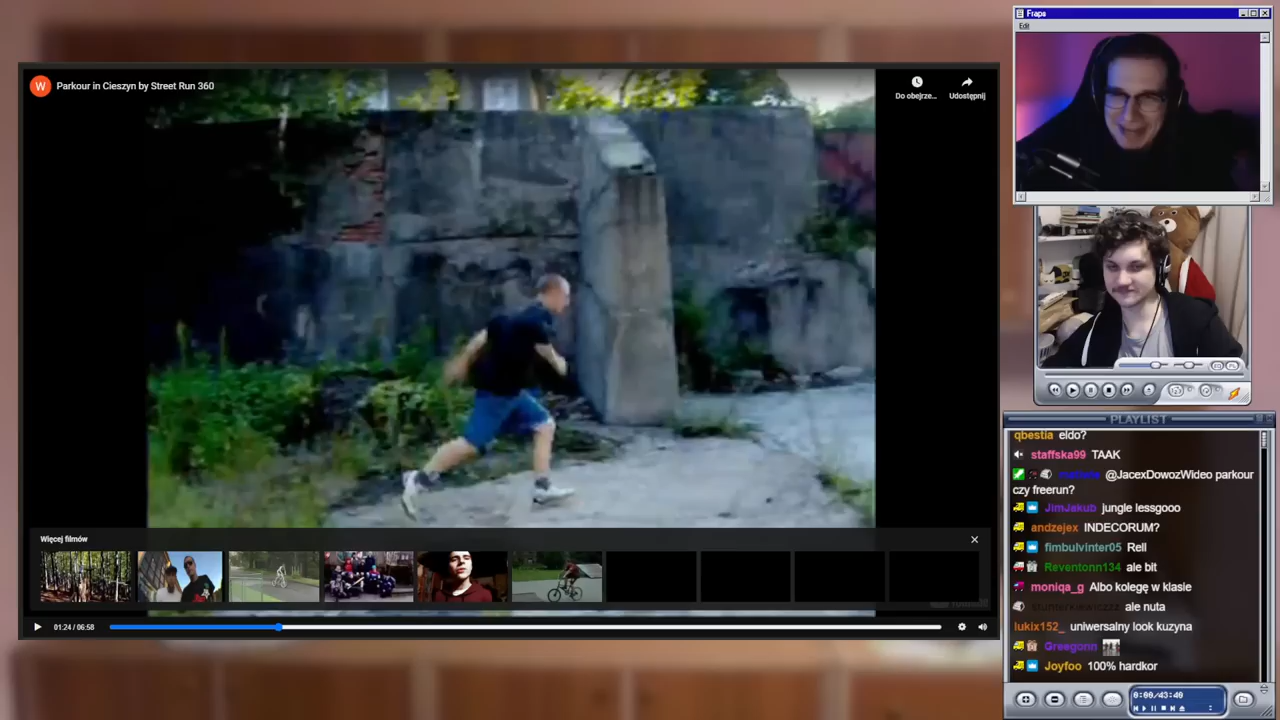 W
Parkour in Cieszyn by Street Run 360
Do obejrze...
Udostępnij
Więcej filmów
01:24 / 06:58
Fraps
Edit
PLAYLIST
qbestia eldo?
staffska99 TAAK
@JacexDowozWideo parkour
czy freerun?
JimJakub jungle lessgooo
andzejex INDECORUM?
fimbulvinter05 Rell
Reventonn134 ale bit
moniqa_g Albo kolegę w klasie
ale nuta
lukix152_ uniwersalny look kuzyna
Greegonn
Joyfoo 100% hardkor
0:00/43:40